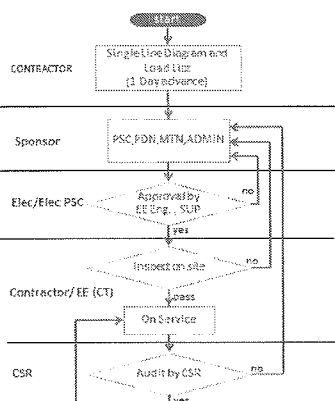 Start
Single Line Diagram and
CONTRACTOR
Load List
(1 Day advance)
Sponsor
PSC,PDN,MTN,ADMIN
no
Elec/Elec PSC
Approval by
EE Eng. , SUP
yes
Inspect on site
no
Contractor/ EE (CT)
pass
On Service
CSR
Audit by CSR
no
yes